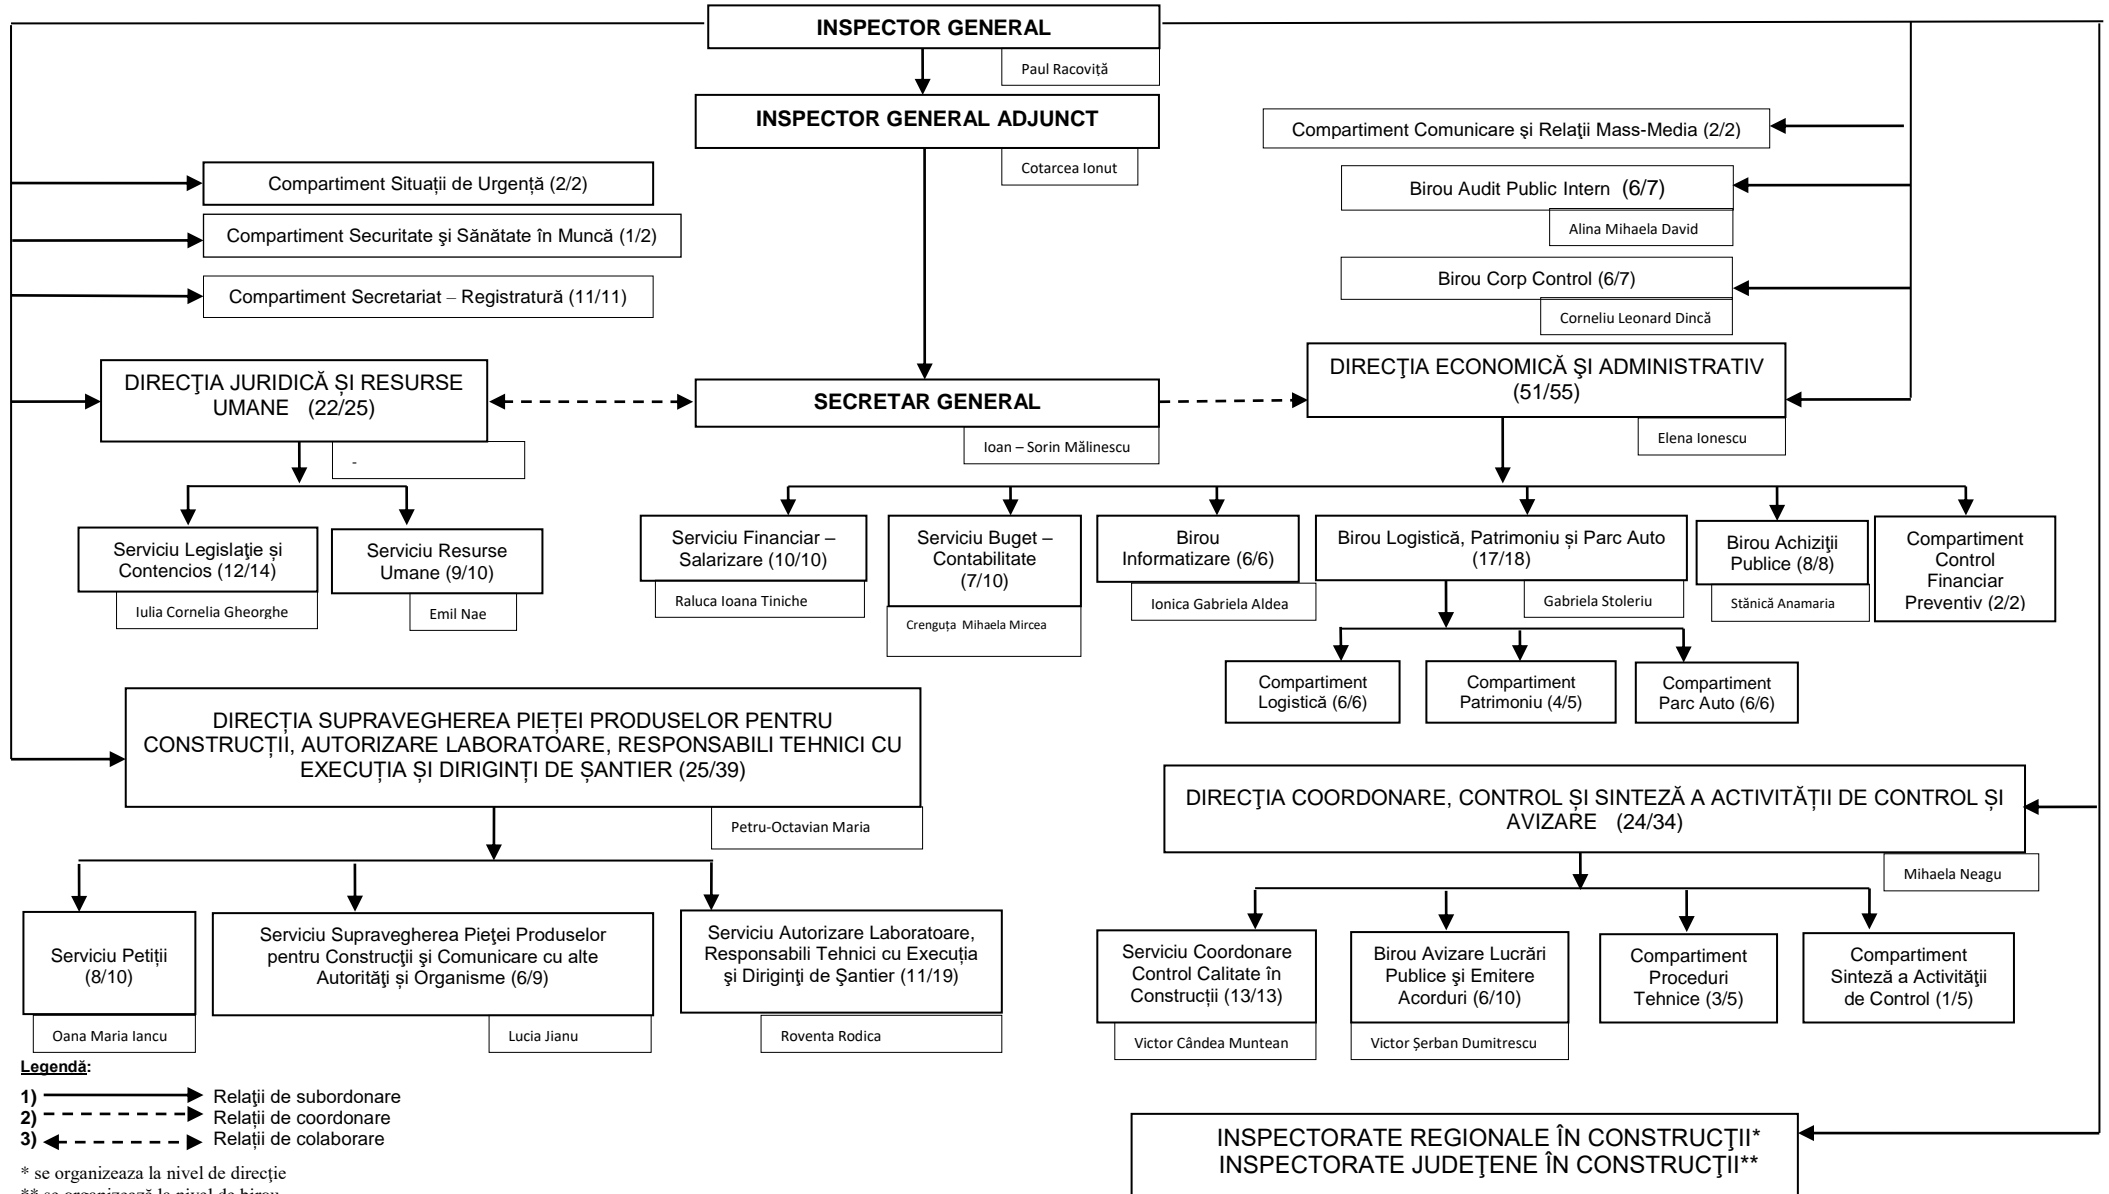 INSPECTOR GENERAL
Paul Racoviță
INSPECTOR GENERAL ADJUNCT
Cotarcea Ionut
Compartiment Comunicare şi Relaţii Mass-Media (2/2)
Compartiment Situații de Urgență (2/2)
Birou Audit Public Intern (6/7)
Alina Mihaela David
Compartiment Securitate şi Sănătate în Muncă (1/2)
Birou Corp Control (6/7)
Corneliu Leonard Dincă
Compartiment Secretariat – Registratură (11/11)
DIRECŢIA JURIDICĂ ȘI RESURSE
UMANE (22/25)
-
SECRETAR GENERAL
Ioan – Sorin Mălinescu
DIRECŢIA ECONOMICĂ ŞI ADMINISTRATIV
(51/55)
Elena Ionescu
Serviciu Legislaţie și
Contencios (12/14)
Iulia Cornelia Gheorghe
Serviciu Resurse
Umane (9/10)
Emil Nae
Serviciu Financiar –
Salarizare (10/10)
Raluca Ioana Tiniche
Serviciu Buget –
Contabilitate
(7/10)
Crenguța Mihaela Mircea
Birou
Informatizare (6/6)
Ionica Gabriela Aldea
Birou Logistică, Patrimoniu și Parc Auto
(17/18)
Gabriela Stoleriu
Birou Achiziţii
Publice (8/8)
Stănică Anamaria
Compartiment
Control
Financiar
Preventiv (2/2)
Compartiment
Logistică (6/6)
Compartiment
Patrimoniu (4/5)
Compartiment
Parc Auto (6/6)
DIRECȚIA SUPRAVEGHEREA PIEȚEI PRODUSELOR PENTRU
CONSTRUCȚII, AUTORIZARE LABORATOARE, RESPONSABILI TEHNICI CU
EXECUȚIA ȘI DIRIGINȚI DE ȘANTIER (25/39)
Petru-Octavian Maria
DIRECŢIA COORDONARE, CONTROL ȘI SINTEZĂ A ACTIVITĂȚII DE CONTROL ȘI
AVIZARE (24/34)
Mihaela Neagu
Serviciu Petiții
(8/10)
Oana Maria Iancu
Serviciu Supravegherea Pieţei Produselor
pentru Construcţii şi Comunicare cu alte
Autorităţi și Organisme (6/9)
Lucia Jianu
Serviciu Autorizare Laboratoare,
Responsabili Tehnici cu Execuția
şi Diriginţi de Şantier (11/19)
Roventa Rodica
Serviciu Coordonare
Control Calitate în
Construcții (13/13)
Victor Cândea Muntean
Birou Avizare Lucrări
Publice şi Emitere
Acorduri (6/10)
Victor Șerban Dumitrescu
Compartiment
Proceduri
Tehnice (3/5)
Compartiment
Sinteză a Activităţii
de Control (1/5)
Legendă:
1) Relaţii de subordonare
2) Relații de coordonare
3) Relații de colaborare
* se organizeaza la nivel de direcție
** se organizează la nivel de birou
INSPECTORATE REGIONALE ÎN CONSTRUCŢII*
INSPECTORATE JUDEŢENE ÎN CONSTRUCŢII**